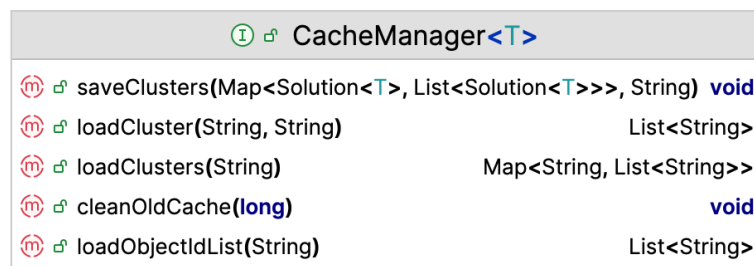 I CacheManager<T>
m saveClusters(Map<Solution<T>, List<Solution<T>>>, String) void
m loadCluster(String, String) List<String>
m loadClusters(String) Map<String, List<String>>
m cleanOldCache(long) void
m loadObjectIdList(String) List<String>